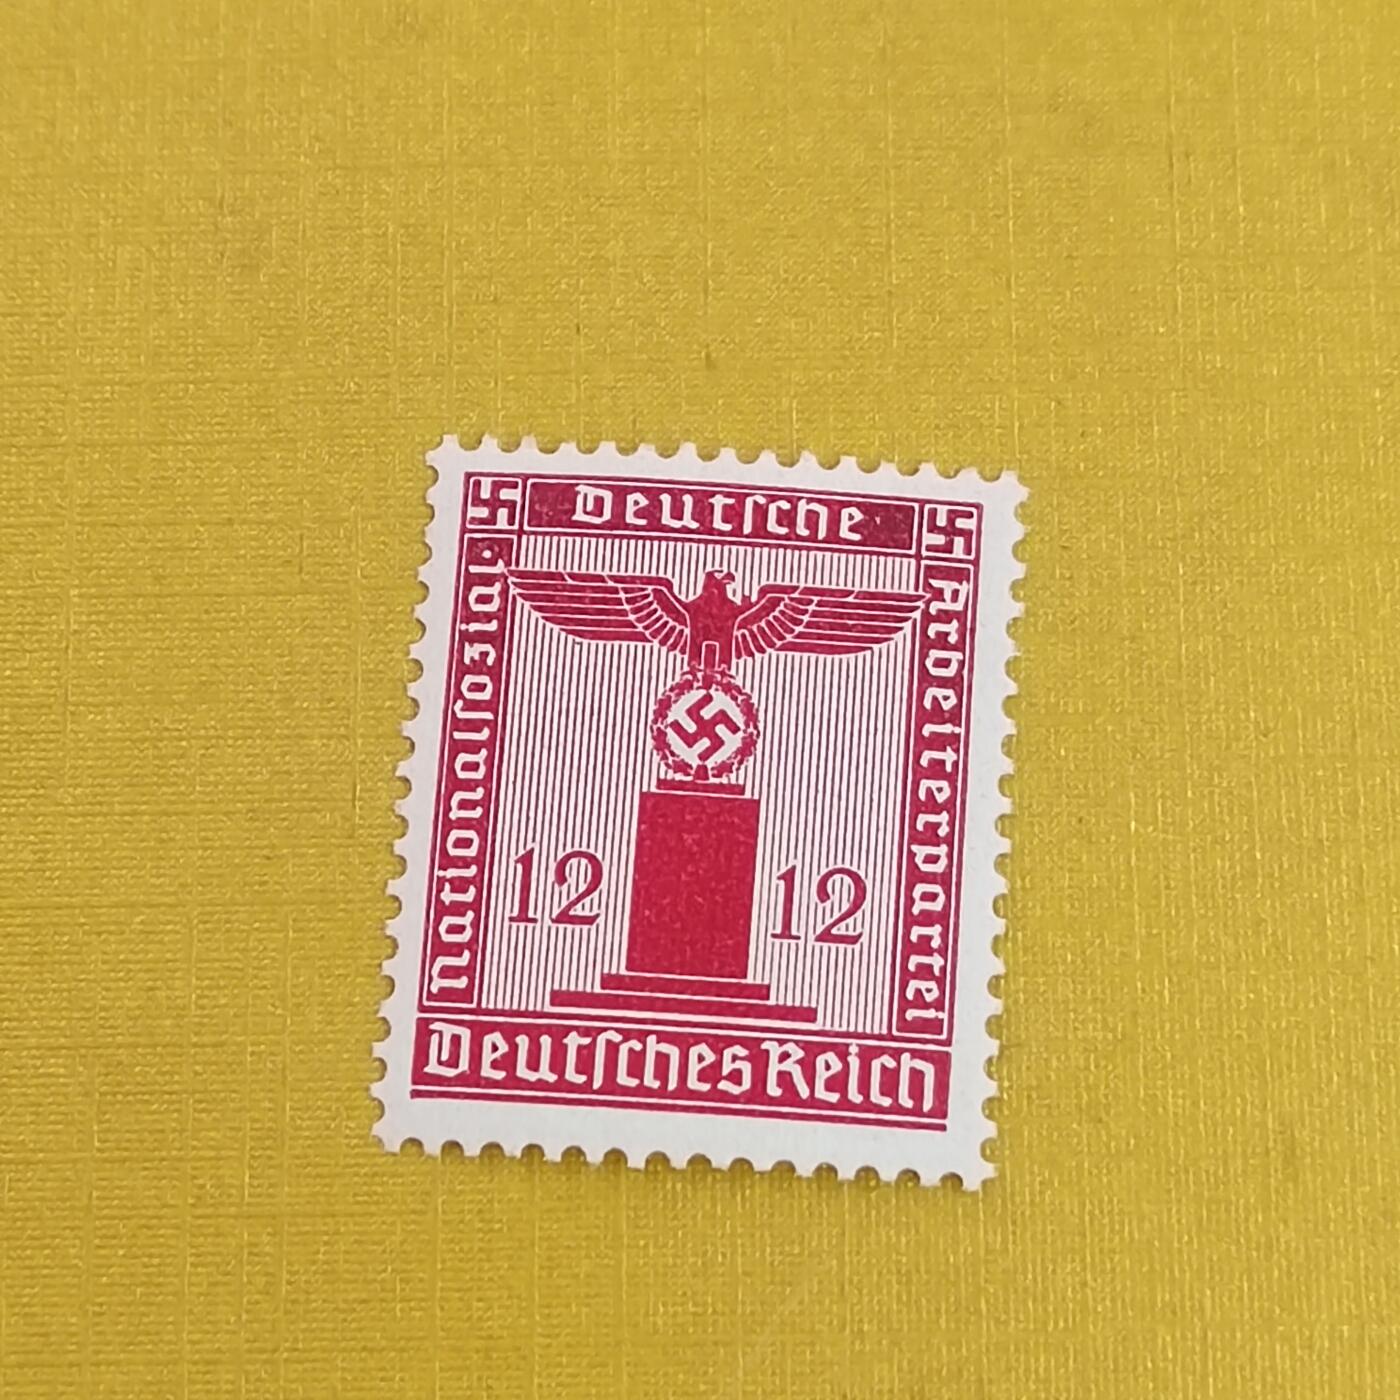 Deutsche
Nationalsozial.
Arbeiterpartei
12 12
Deutsches Reich